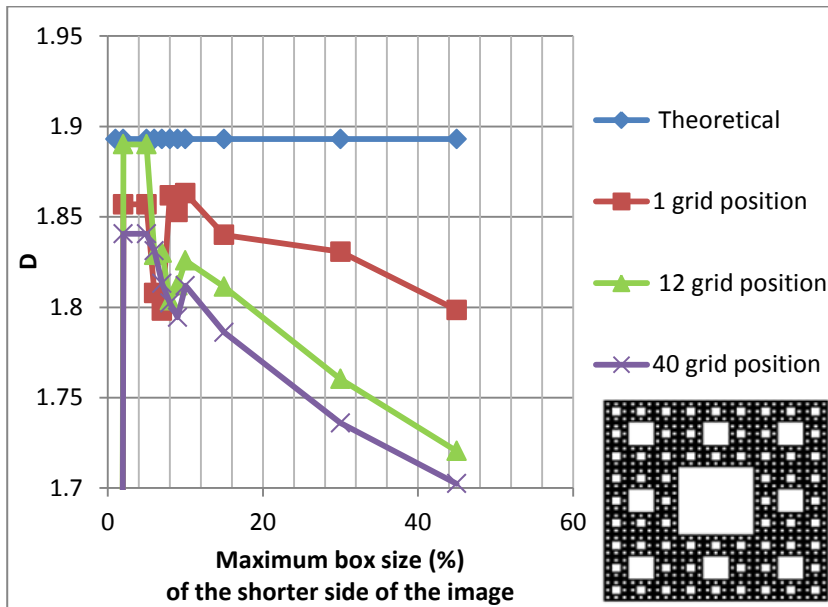 1.95
1.9
1.85
1.8
1.75
1.7
D
0
20
40
60
Maximum box size (%)
of the shorter side of the image
Theoretical
1 grid position
12 grid position
40 grid position